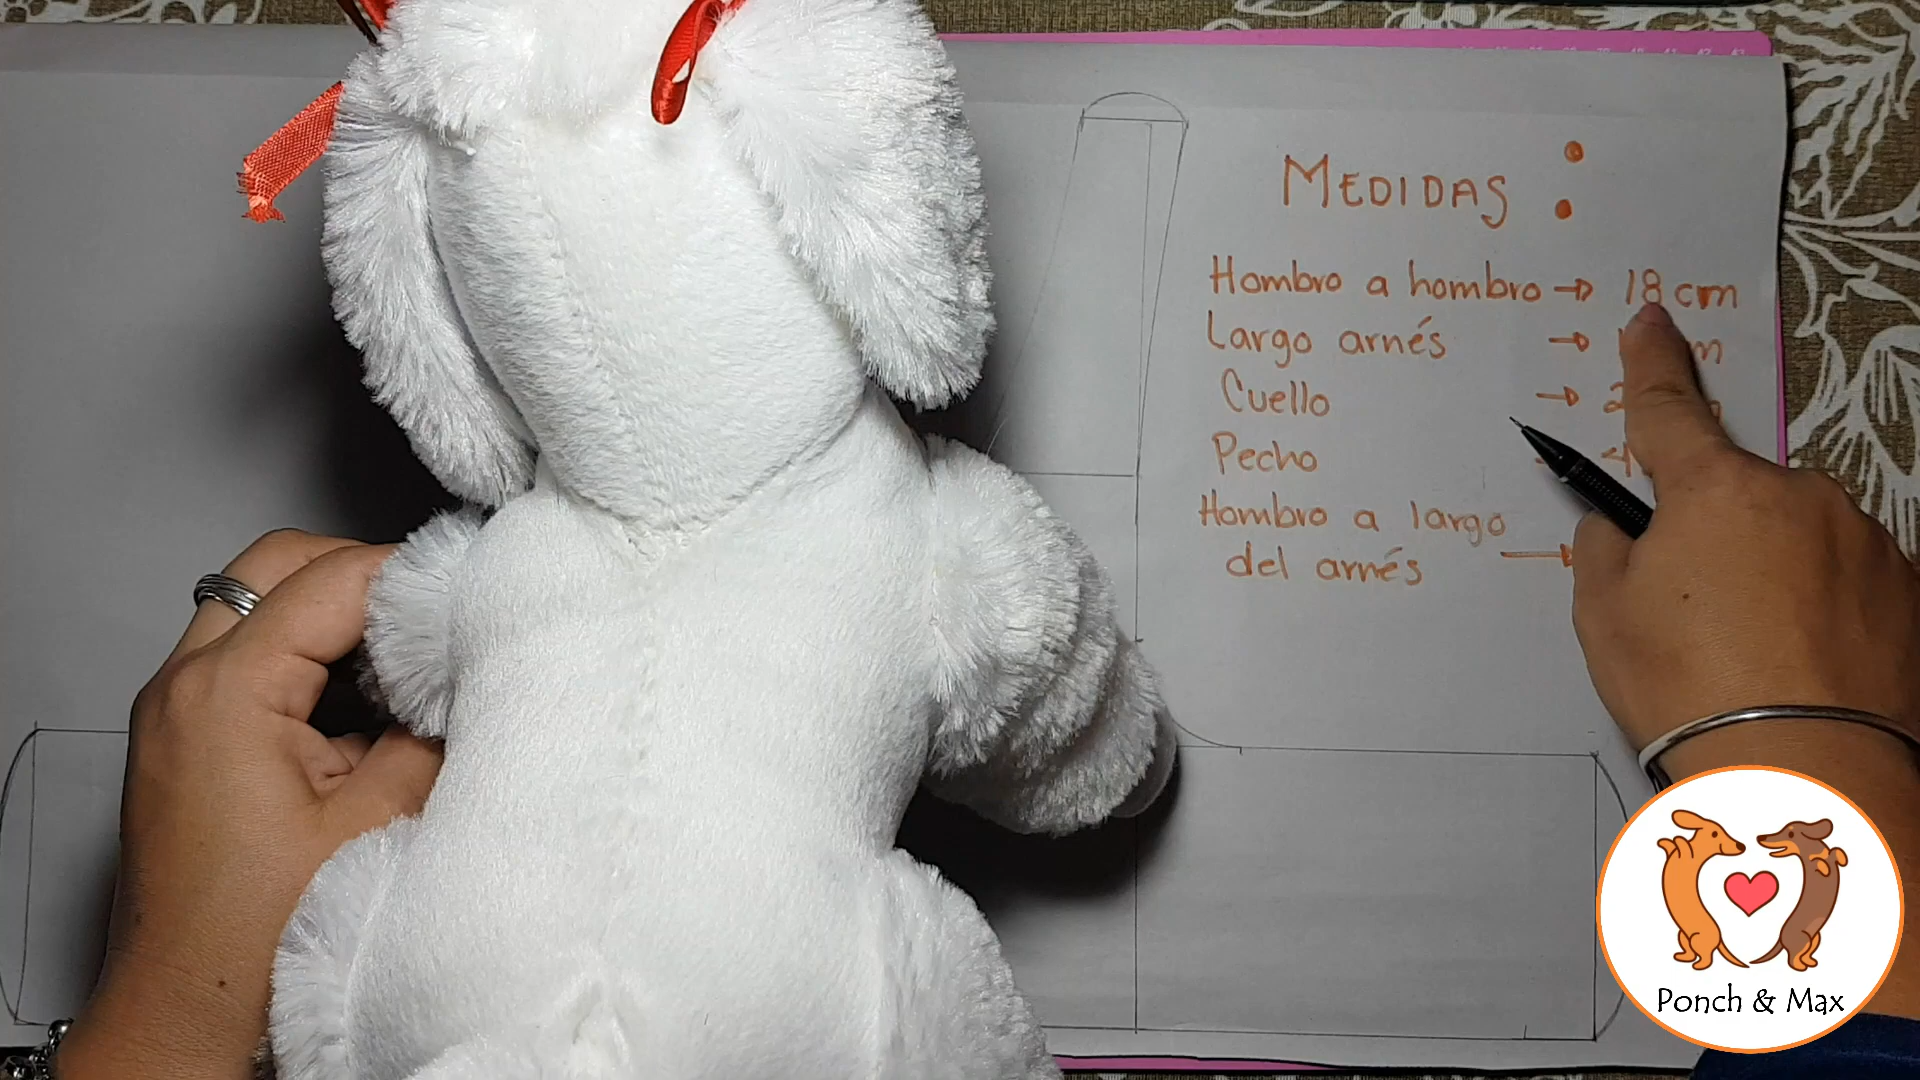 MEDIDAS :
Hombro a hombro → 18 cm
Largo arnés →
Cuello →
Pecho
Hombro a largo
del arnés →
Ponch & Max